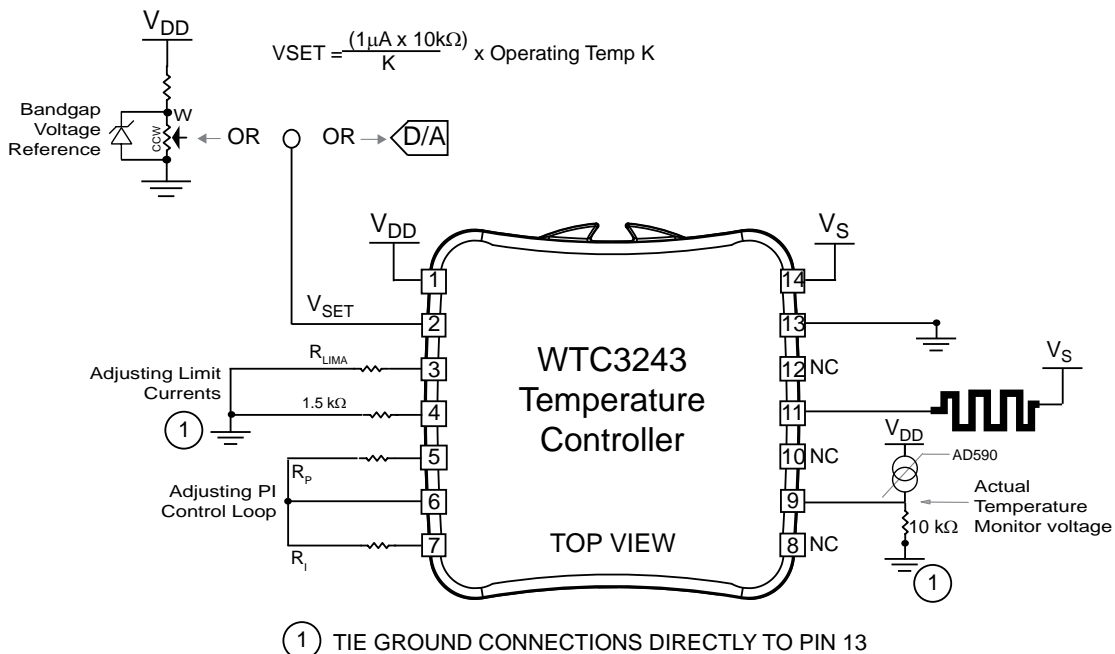 VDD
VSET = (1µA x 10kΩ) / K x Operating Temp K
Bandgap
Voltage
Reference
W
CCW
OR
OR
D/A
VDD
VS
VSET
1
2
3
4
5
6
7
14
13
12
11
10
9
8
RLIMA
Adjusting Limit
Currents
1.5 kΩ
1
RP
Adjusting PI
Control Loop
RI
WTC3243
Temperature
Controller
TOP VIEW
NC
NC
NC
VS
VDD
AD590
Actual
Temperature
Monitor voltage
10 kΩ
1
1 TIE GROUND CONNECTIONS DIRECTLY TO PIN 13